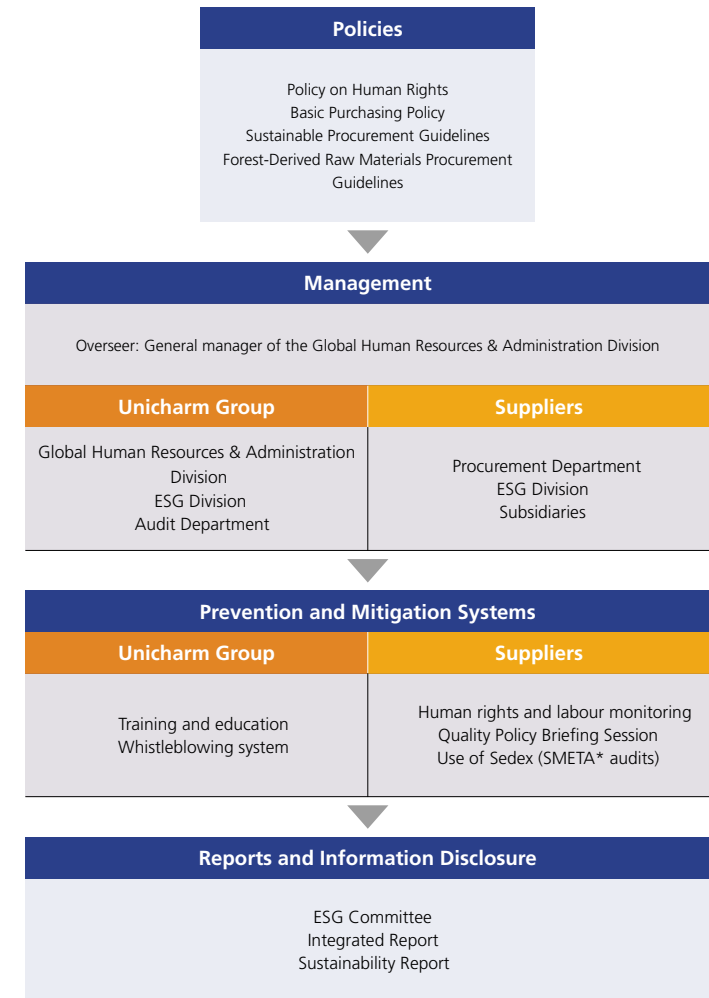 Policies
Policy on Human Rights
Basic Purchasing Policy
Sustainable Procurement Guidelines
Forest-Derived Raw Materials Procurement
Guidelines
Management
Overseer: General manager of the Global Human Resources & Administration Division
Unicharm Group
Global Human Resources & Administration
Division
ESG Division
Audit Department
Suppliers
Procurement Department
ESG Division
Subsidiaries
Prevention and Mitigation Systems
Unicharm Group
Training and education
Whistleblowing system
Suppliers
Human rights and labour monitoring
Quality Policy Briefing Session
Use of Sedex (SMETA* audits)
Reports and Information Disclosure
ESG Committee
Integrated Report
Sustainability Report